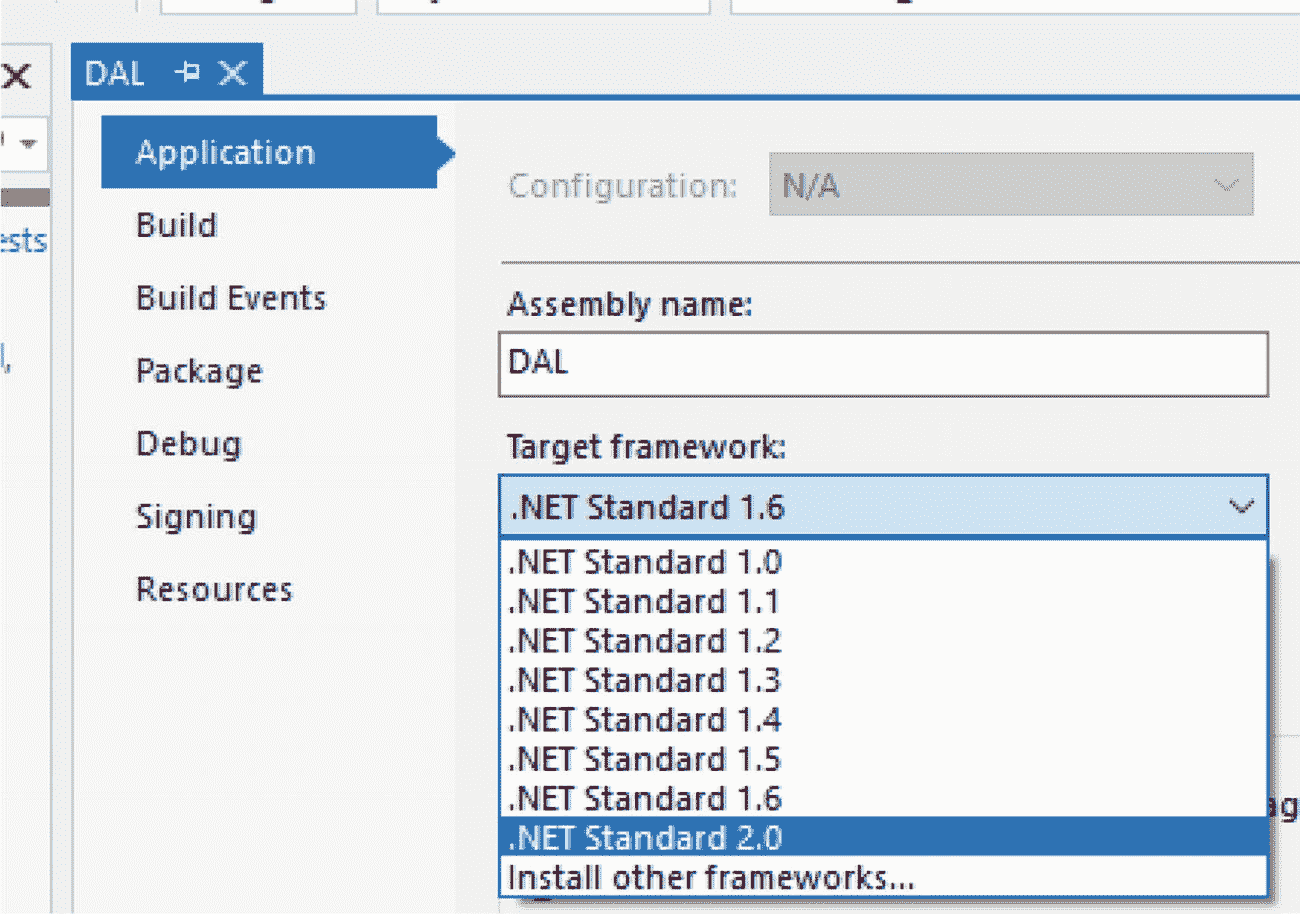 DAL
Application
Build
Build Events
Package
Debug
Signing
Resources
ests
Configuration:
N/A
Assembly name:
DAL
Target framework:
.NET Standard 1.6
.NET Standard 1.0
.NET Standard 1.1
.NET Standard 1.2
.NET Standard 1.3
.NET Standard 1.4
.NET Standard 1.5
.NET Standard 1.6
.NET Standard 2.0
Install other frameworks...
ag